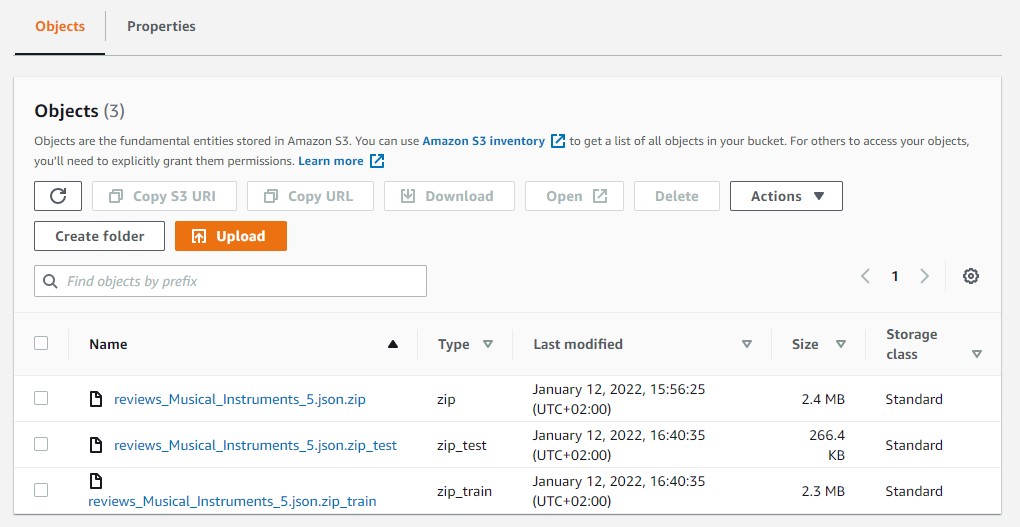 Objects Properties
Objects (3)
Objects are the fundamental entities stored in Amazon S3. You can use Amazon S3 inventory to get a list of all objects in your bucket. For others to access your objects,
you'll need to explicitly grant them permissions. Learn more
Copy S3 URI Copy URL Download Open Delete Actions
Create folder Upload
Find objects by prefix
1
Name Type Last modified Size Storage class
reviews_Musical_Instruments_5.json.zip zip January 12, 2022, 15:56:25 (UTC+02:00) 2.4 MB Standard
reviews_Musical_Instruments_5.json.zip_test zip_test January 12, 2022, 16:40:35 (UTC+02:00) 266.4 KB Standard
reviews_Musical_Instruments_5.json.zip_train zip_train January 12, 2022, 16:40:35 (UTC+02:00) 2.3 MB Standard